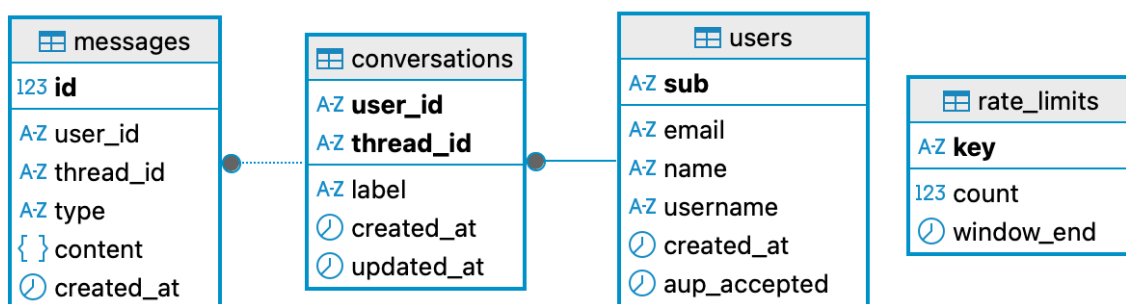 messages
123 id
A-Z user_id
A-Z thread_id
A-Z type
{ } content
created_at
conversations
A-Z user_id
A-Z thread_id
A-Z label
created_at
updated_at
users
A-Z sub
A-Z email
A-Z name
A-Z username
created_at
aup_accepted
rate_limits
A-Z key
123 count
window_end